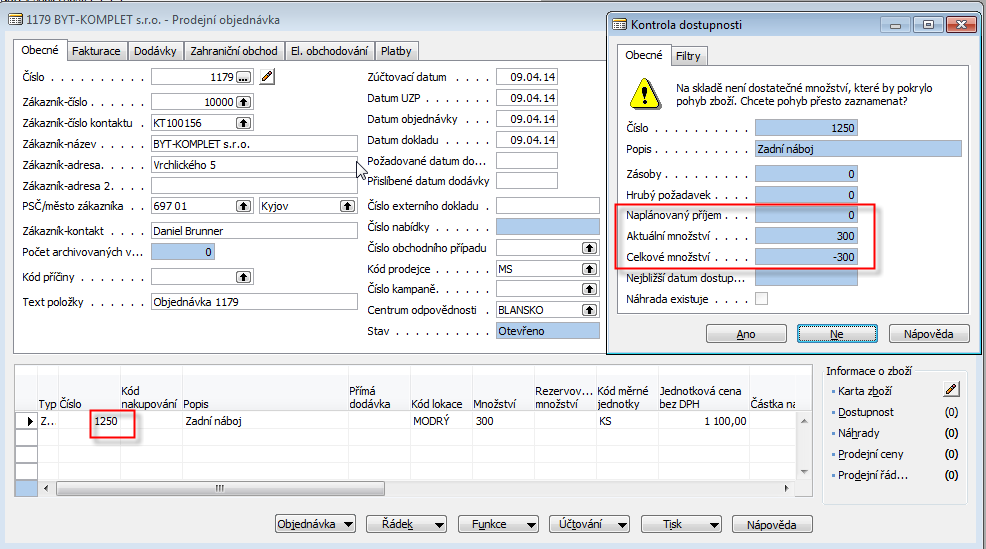 1179 BYT-KOMPLET s.r.o. - Prodejní objednávka
Obecné Fakturace Dodávky Zahraniční obchod El. obchodování Platby
Číslo . . . . . . . . . . 1179 ...
Zákazník-číslo . . . . . . 10000
Zákazník-číslo kontaktu . KT100156
Zákazník-název . . . . . BYT-KOMPLET s.r.o.
Zákazník-adresa. . . . . Vrchlického 5
Zákazník-adresa 2. . . .
PSČ/město zákazníka . . 697 01 Kyjov
Zákazník-kontakt . . . . Daniel Brunner
Počet archivovaných v... 0
Kód příčiny . . . . . . .
Text položky . . . . . . Objednávka 1179
Zúčtovací datum . . . . 09.04.14
Datum UZP . . . . . . . 09.04.14
Datum objednávky . . . . 09.04.14
Datum dokladu . . . . . 09.04.14
Požadované datum do...
Přislíbené datum dodávky
Číslo externího dokladu .
Číslo nabídky . . . . . .
Číslo obchodního případu
Kód prodejce . . . . . . MS
Číslo kampaně. . . . . .
Centrum odpovědnosti . BLANSKO
Stav . . . . . . . . . . Otevřeno
Kontrola dostupnosti
Obecné Filtry
Na skladě není dostatečné množství, které by pokrylo
pohyb zboží. Chcete pohyb přesto zaznamenat?
Číslo . . . . . . . . . . 1250
Popis . . . . . . . . . . Zadní náboj
Zásoby . . . . . . . . . 0
Hrubý požadavek . . . . 0
Naplánovaný příjem . . . 0
Aktuální množství . . . . 300
Celkové množství . . . . -300
Nejbližší datum dostup...
Náhrada existuje . . . .
Ano Ne Nápověda
Typ Číslo Kód nakupování Popis Přímá dodávka Kód lokace Množství Rezervov... množství Kód měrné jednotky Jednotková cena bez DPH Částka na
Z... 1250 Zadní náboj MODRÝ 300 KS 1 100,00
Informace o zboží
Karta zboží
Dostupnost (0)
Náhrady (0)
Prodejní ceny (0)
Prodejní řád... (0)
Objednávka Řádek Funkce Účtování Tisk Nápověda